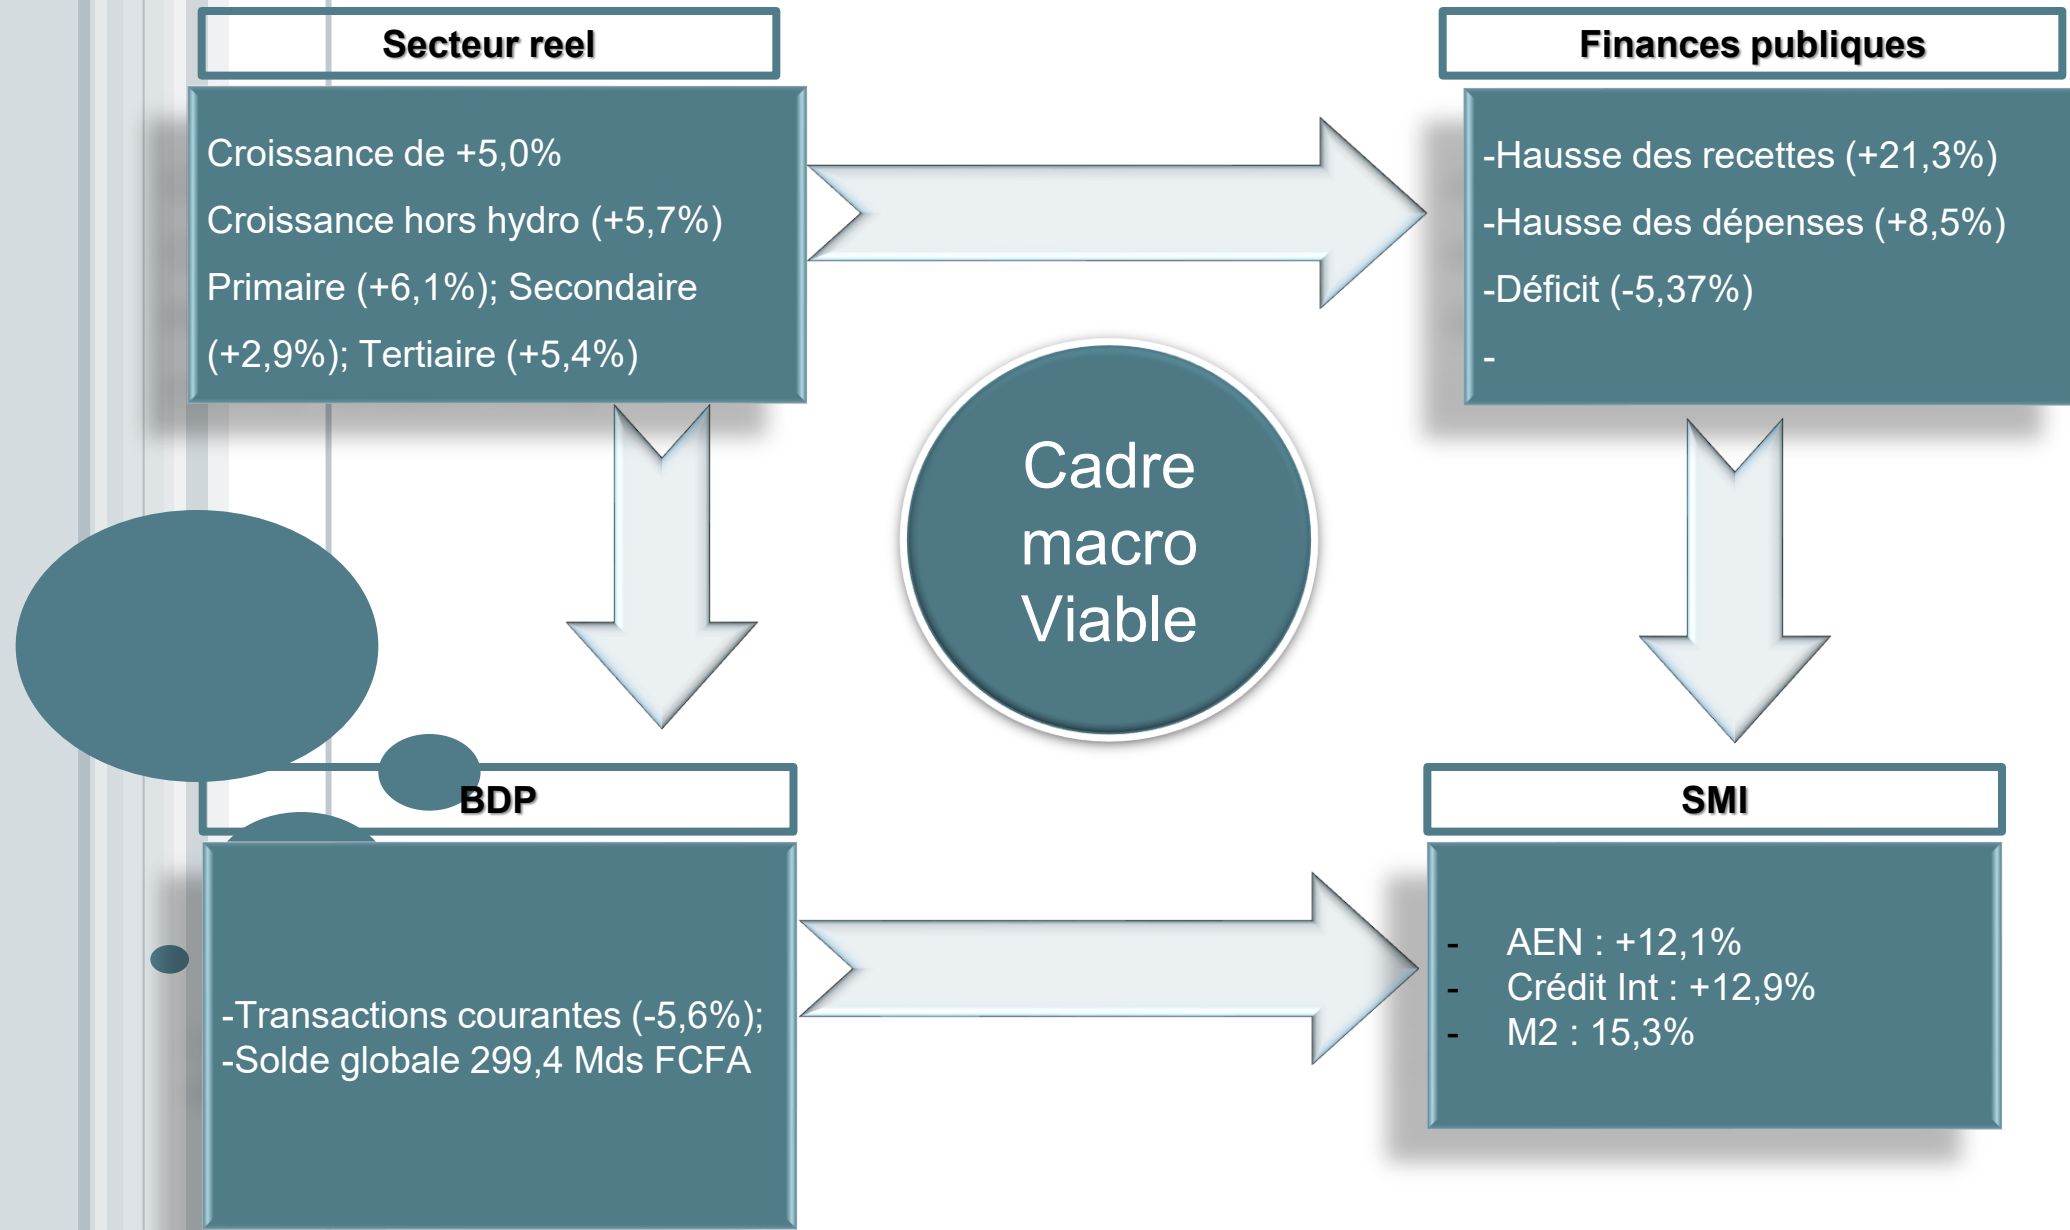 Secteur reel
Croissance de +5,0%
Croissance hors hydro (+5,7%)
Primaire (+6,1%); Secondaire
(+2,9%); Tertiaire (+5,4%)
Finances publiques
-Hausse des recettes (+21,3%)
-Hausse des dépenses (+8,5%)
-Déficit (-5,37%)
-
Cadre
macro
Viable
BDP
-Transactions courantes (-5,6%);
-Solde globale 299,4 Mds FCFA
SMI
- AEN : +12,1%
- Crédit Int : +12,9%
- M2 : 15,3%